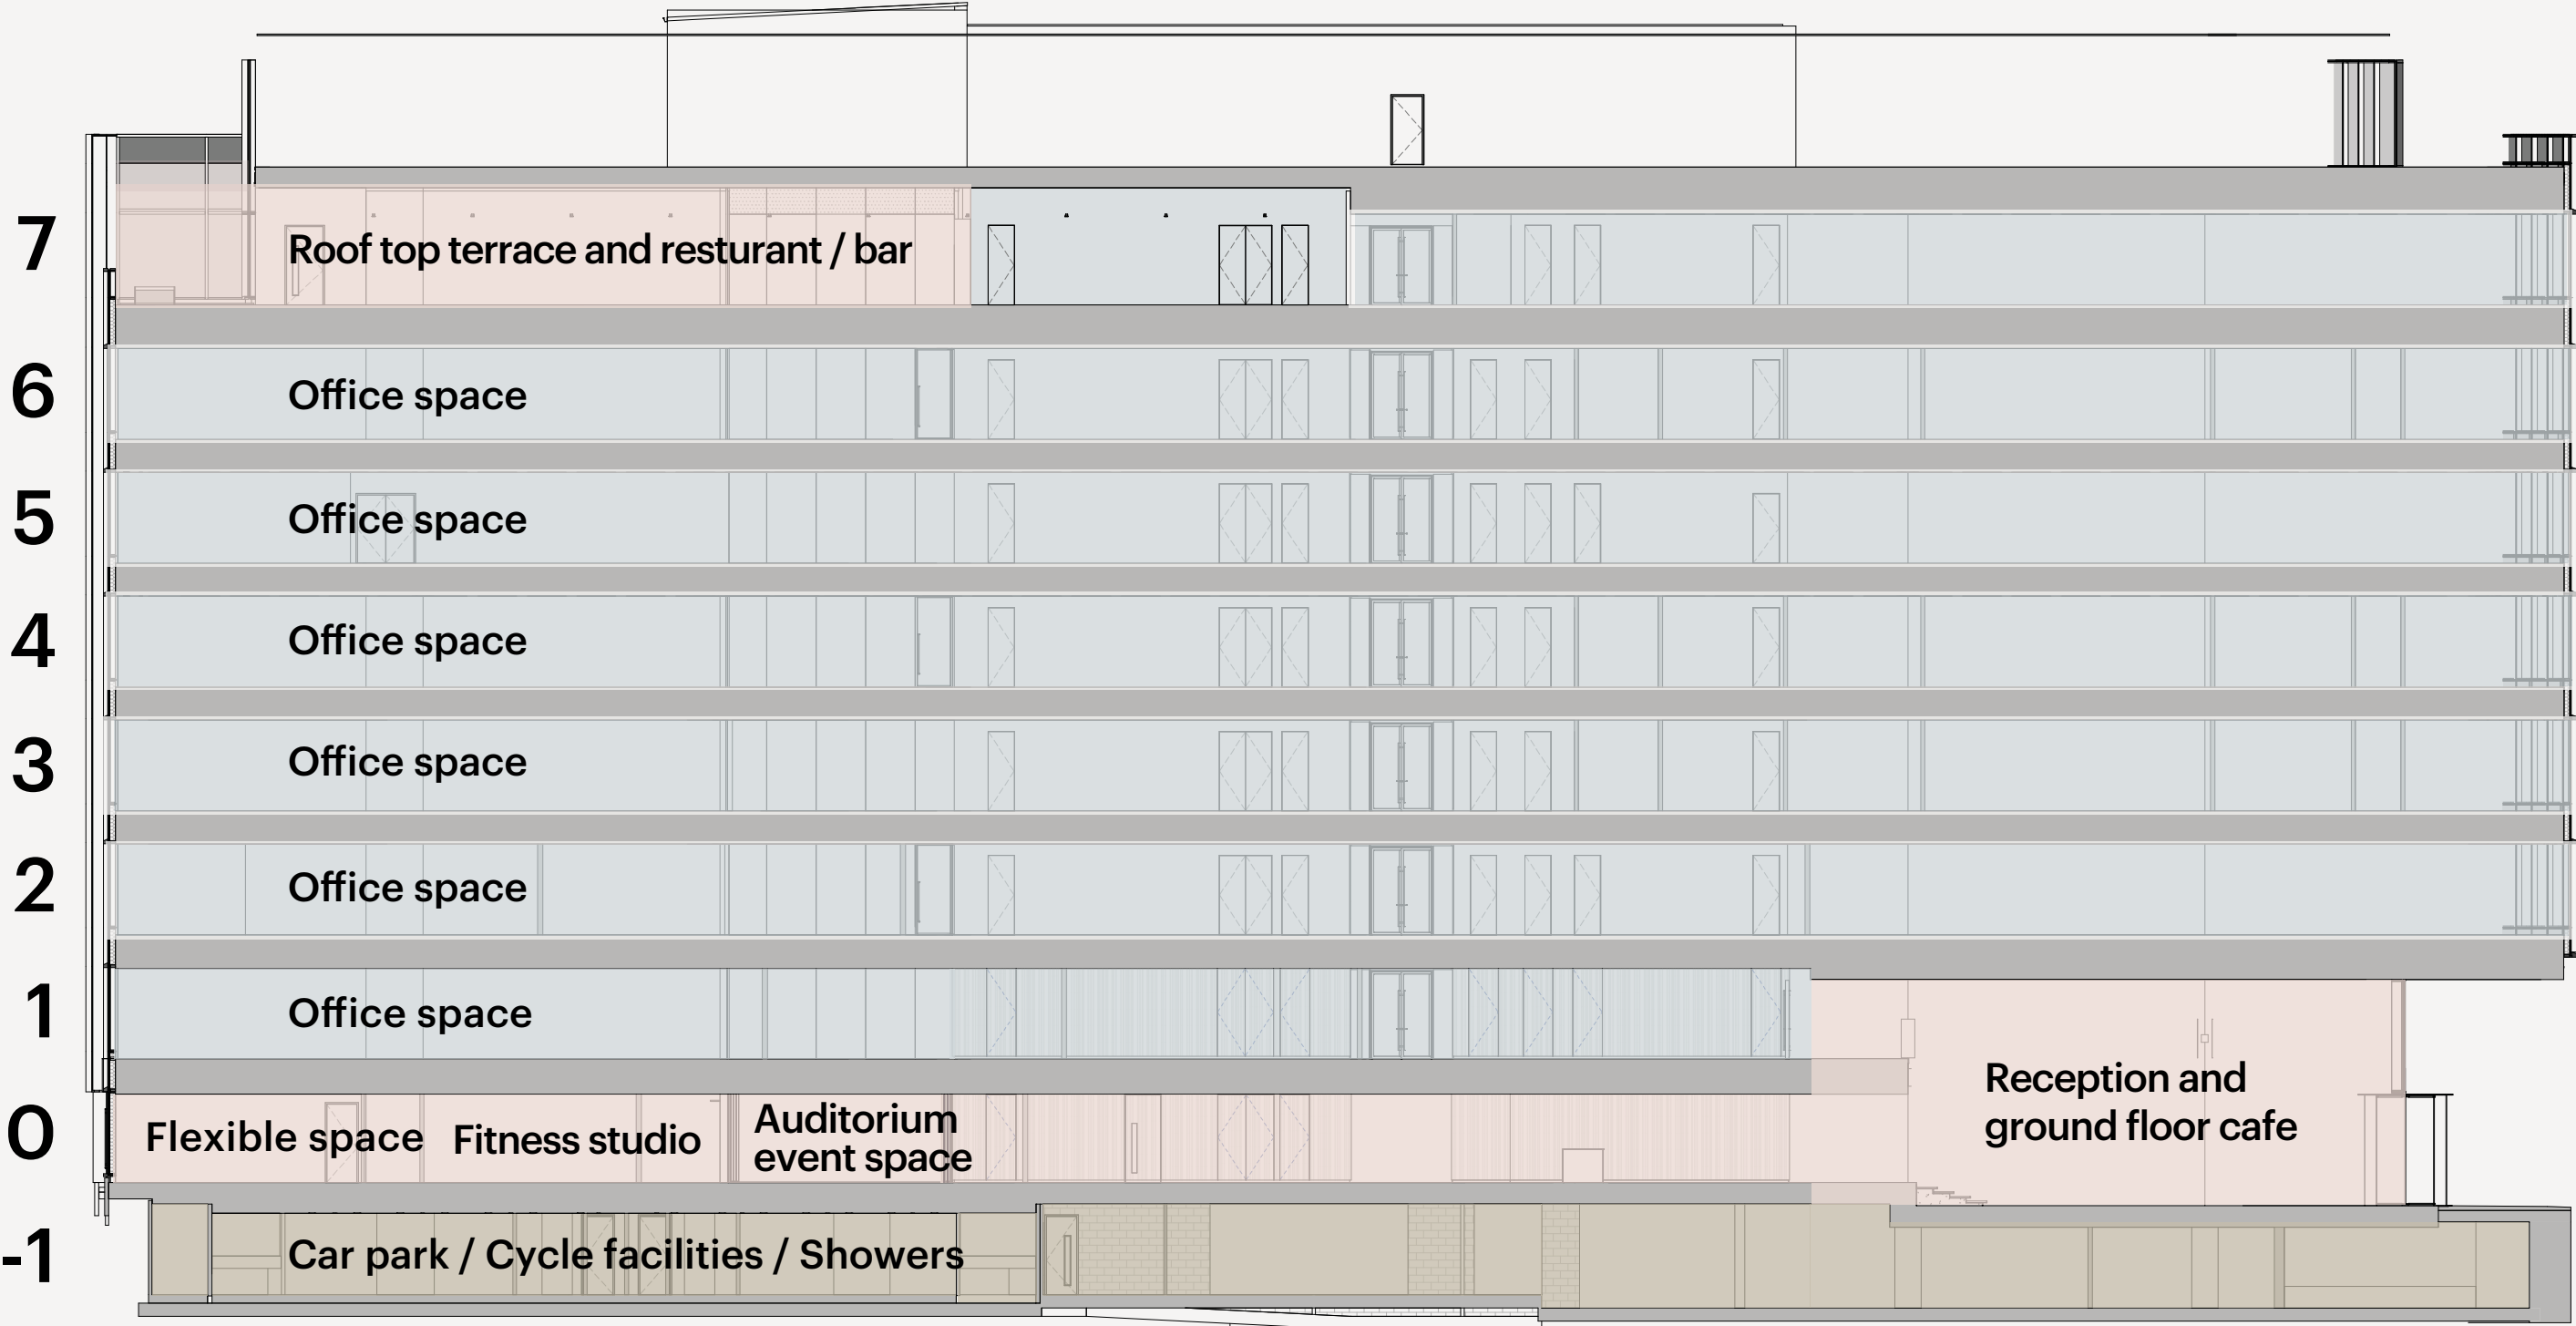 7
Roof top terrace and resturant / bar
6
Office space
5
Office space
4
Office space
3
Office space
2
Office space
1
Office space
0
Flexible space
Fitness studio
Auditorium
event space
Reception and
ground floor cafe
-1
Car park / Cycle facilities / Showers